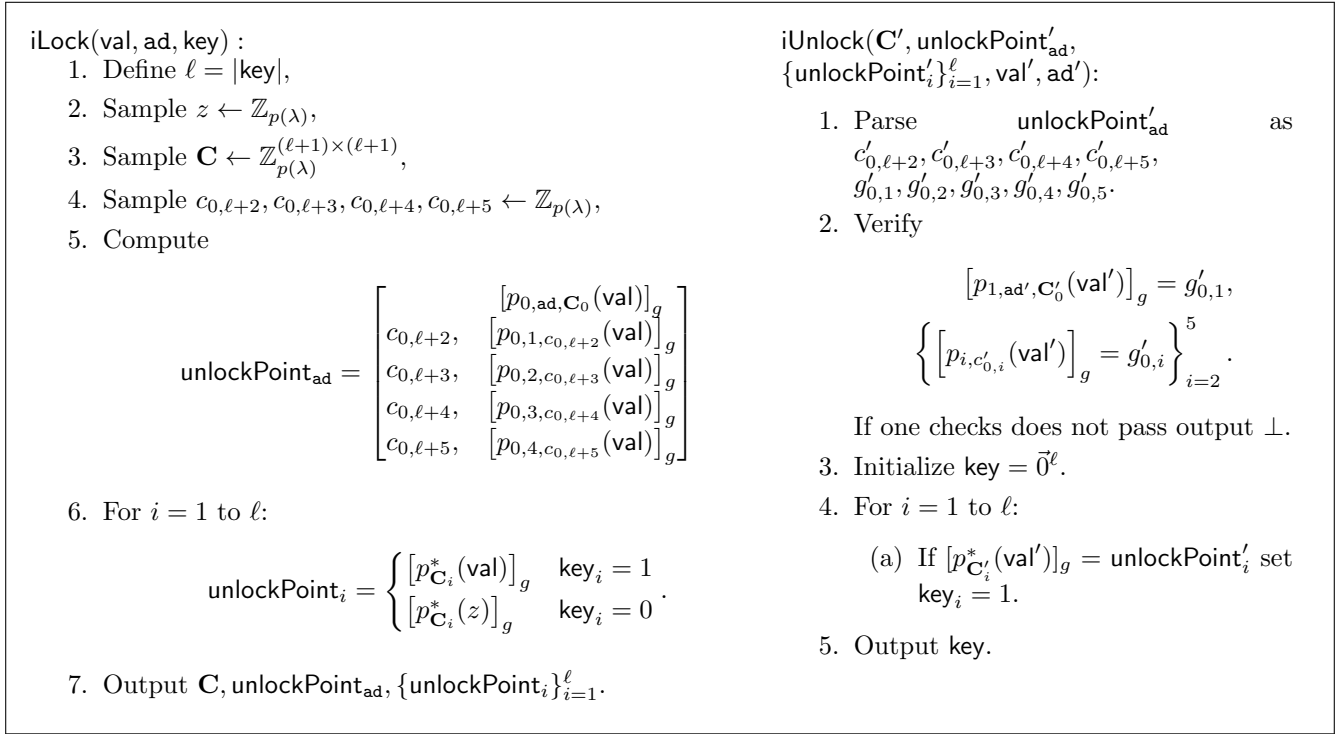 iLock(val, ad, key) :
1. Define ℓ = |key|,
2. Sample z ← ℤ_{p(λ)},
3. Sample C ← ℤ_{p(λ)}^{(ℓ+1)×(ℓ+1)},
4. Sample c_{0,ℓ+2}, c_{0,ℓ+3}, c_{0,ℓ+4}, c_{0,ℓ+5} ← ℤ_{p(λ)},
5. Compute
[p_{0,ad,C_0}(val)]_g
c_{0,ℓ+2}, [p_{0,1,c_{0,ℓ+2}}(val)]_g
unlockPoint_{ad} = c_{0,ℓ+3}, [p_{0,2,c_{0,ℓ+3}}(val)]_g
c_{0,ℓ+4}, [p_{0,3,c_{0,ℓ+4}}(val)]_g
c_{0,ℓ+5}, [p_{0,4,c_{0,ℓ+5}}(val)]_g
6. For i = 1 to ℓ:
unlockPoint_i = { [p*_{C_i}(val)]_g key_i = 1
[p*_{C_i}(z)]_g key_i = 0 .
7. Output C, unlockPoint_{ad}, {unlockPoint_i}_{i=1}^ℓ.
iUnlock(C′, unlockPoint′_{ad},
{unlockPoint′_i}_{i=1}^ℓ, val′, ad′):
1. Parse unlockPoint′_{ad} as
c′_{0,ℓ+2}, c′_{0,ℓ+3}, c′_{0,ℓ+4}, c′_{0,ℓ+5},
g′_{0,1}, g′_{0,2}, g′_{0,3}, g′_{0,4}, g′_{0,5}.
2. Verify
[p_{1,ad′,C′_0}(val′)]_g = g′_{0,1},
{[p_{i,c′_{0,i}}(val′)]_g = g′_{0,i}}_{i=2}^5.
If one checks does not pass output ⊥.
3. Initialize key = 0⃗^ℓ.
4. For i = 1 to ℓ:
(a) If [p*_{C′_i}(val′)]_g = unlockPoint′_i set
key_i = 1.
5. Output key.